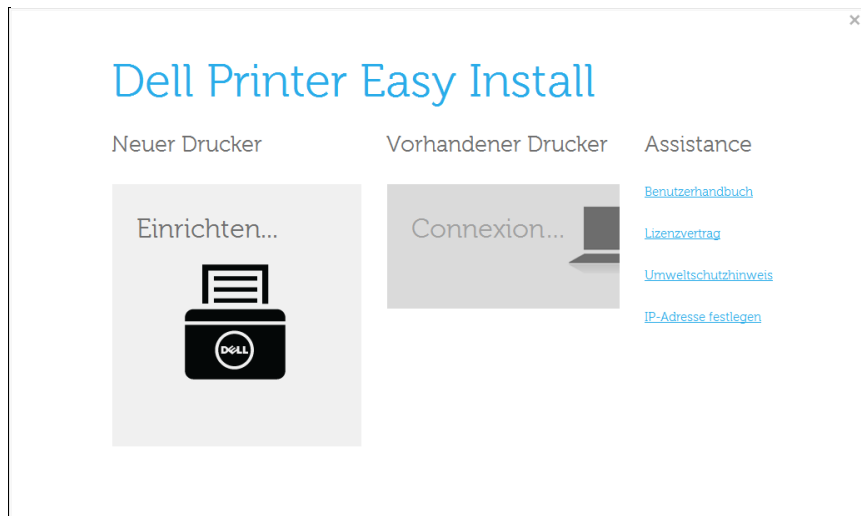 Dell Printer Easy Install
Neuer Drucker
Einrichten...
DELL
Vorhandener Drucker
Connexion...
Assistance
Benutzerhandbuch
Lizenzvertrag
Umweltschutzhinweis
IP-Adresse festlegen